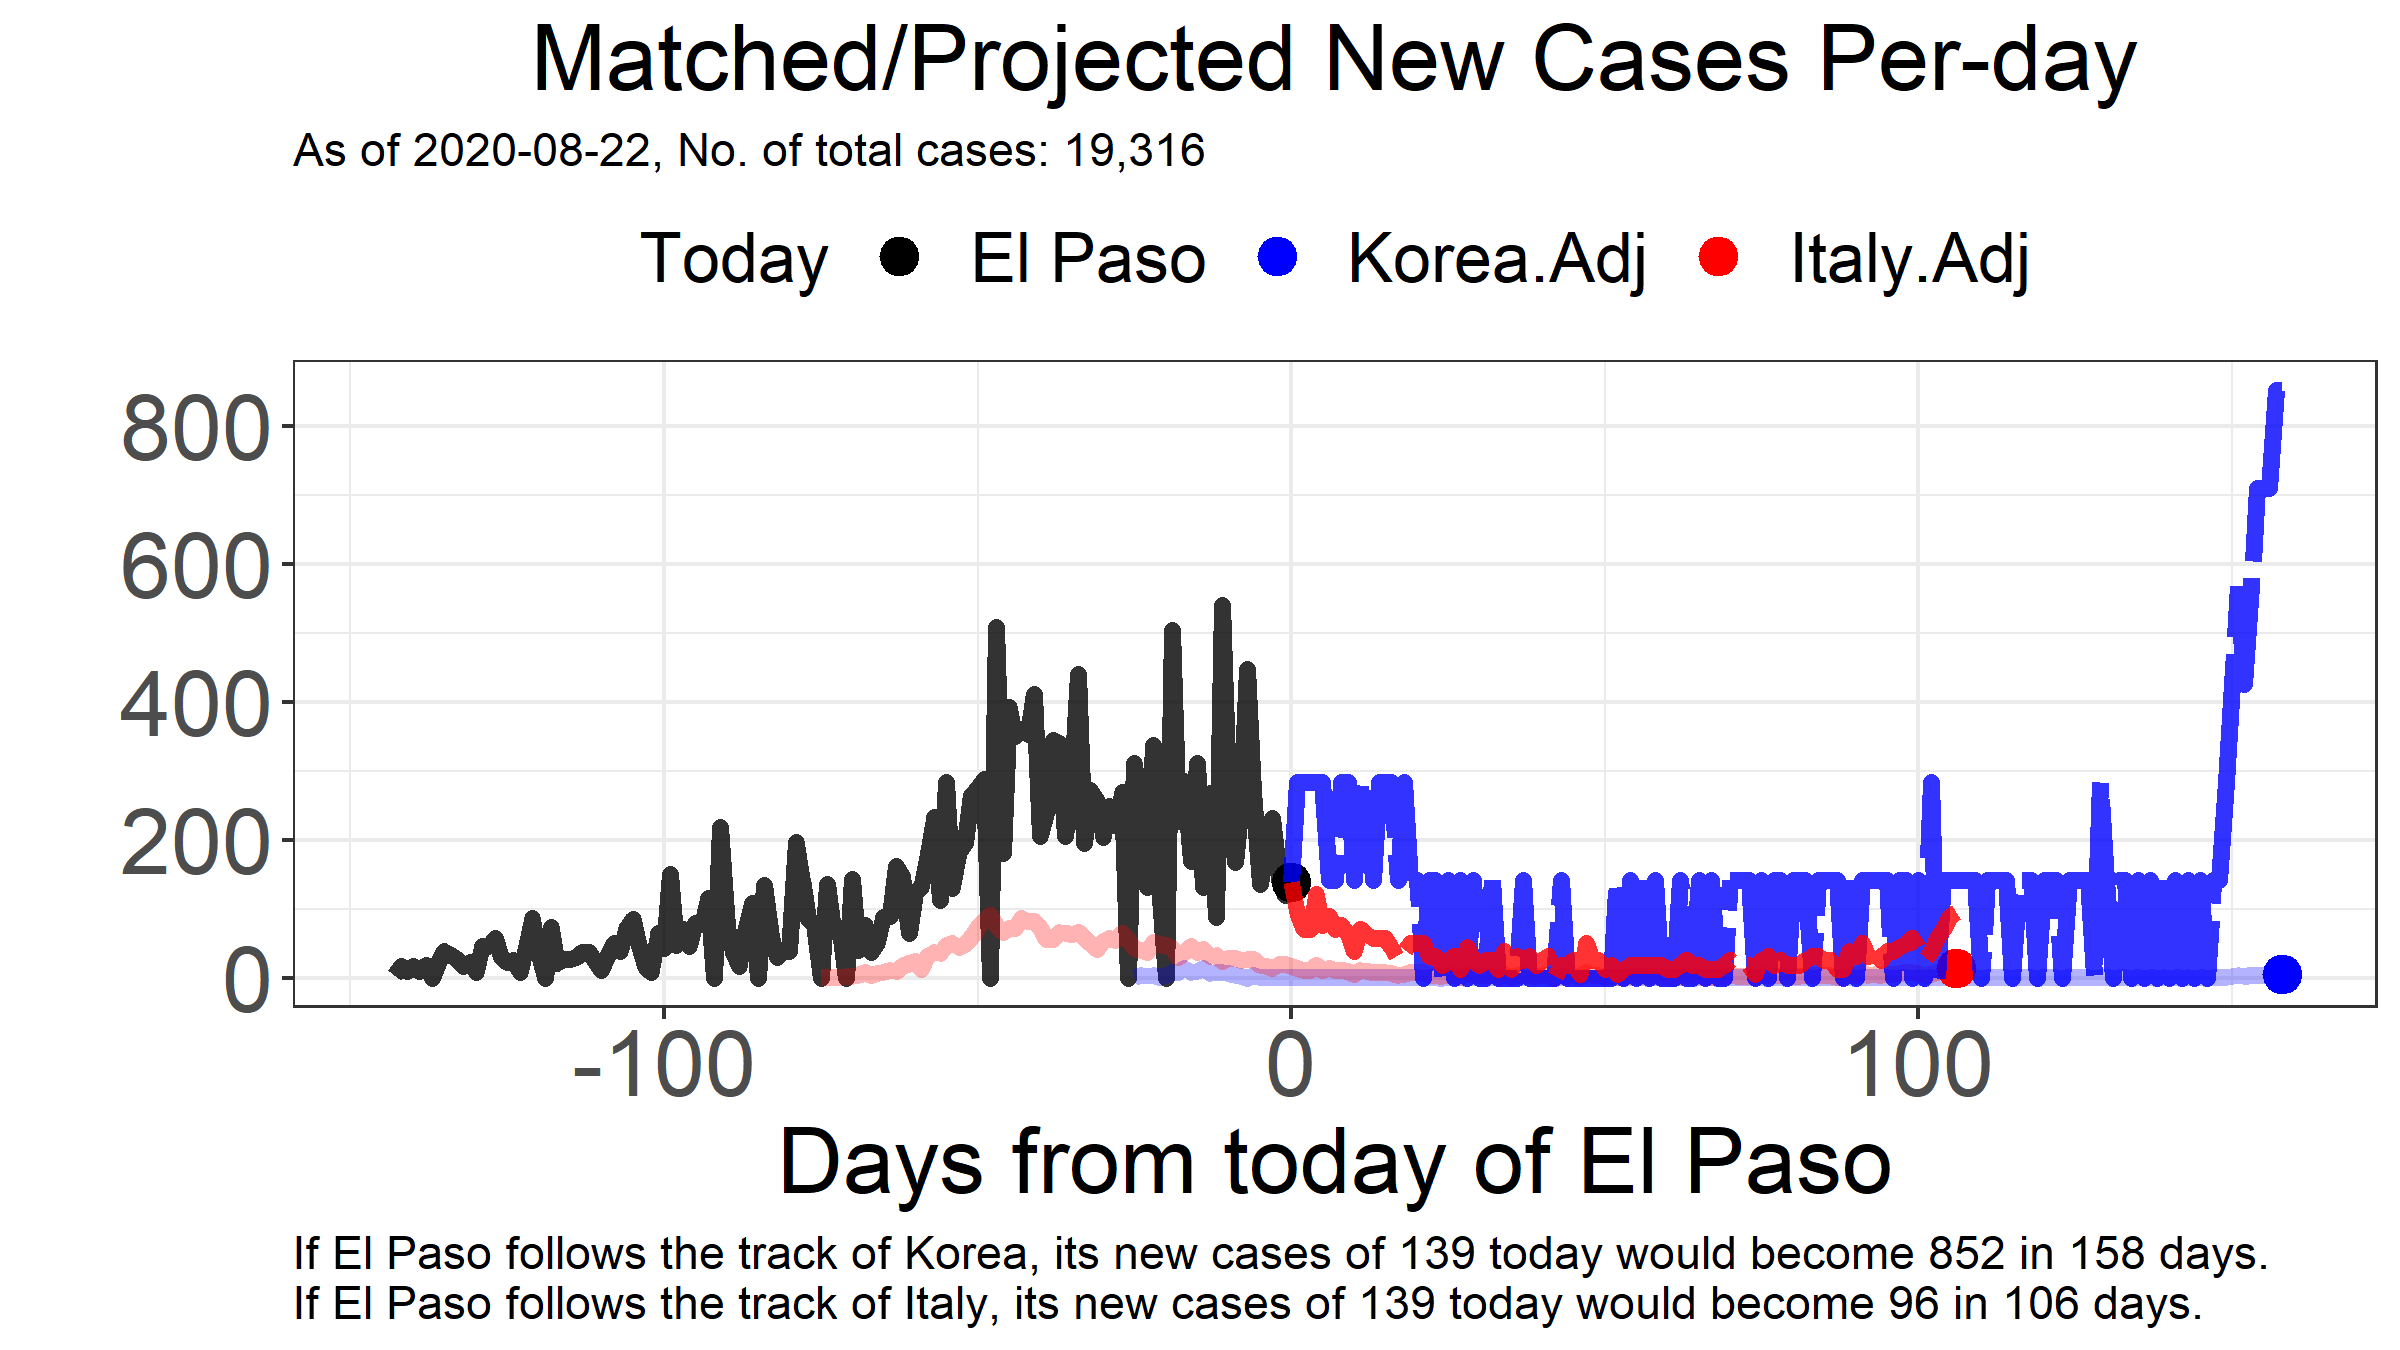 Matched/Projected New Cases Per-day
As of 2020-08-22, No. of total cases: 19,316
Today El Paso Korea.Adj Italy.Adj
800
600
400
200
0
-100 0 100
Days from today of El Paso
If El Paso follows the track of Korea, its new cases of 139 today would become 852 in 158 days.
If El Paso follows the track of Italy, its new cases of 139 today would become 96 in 106 days.